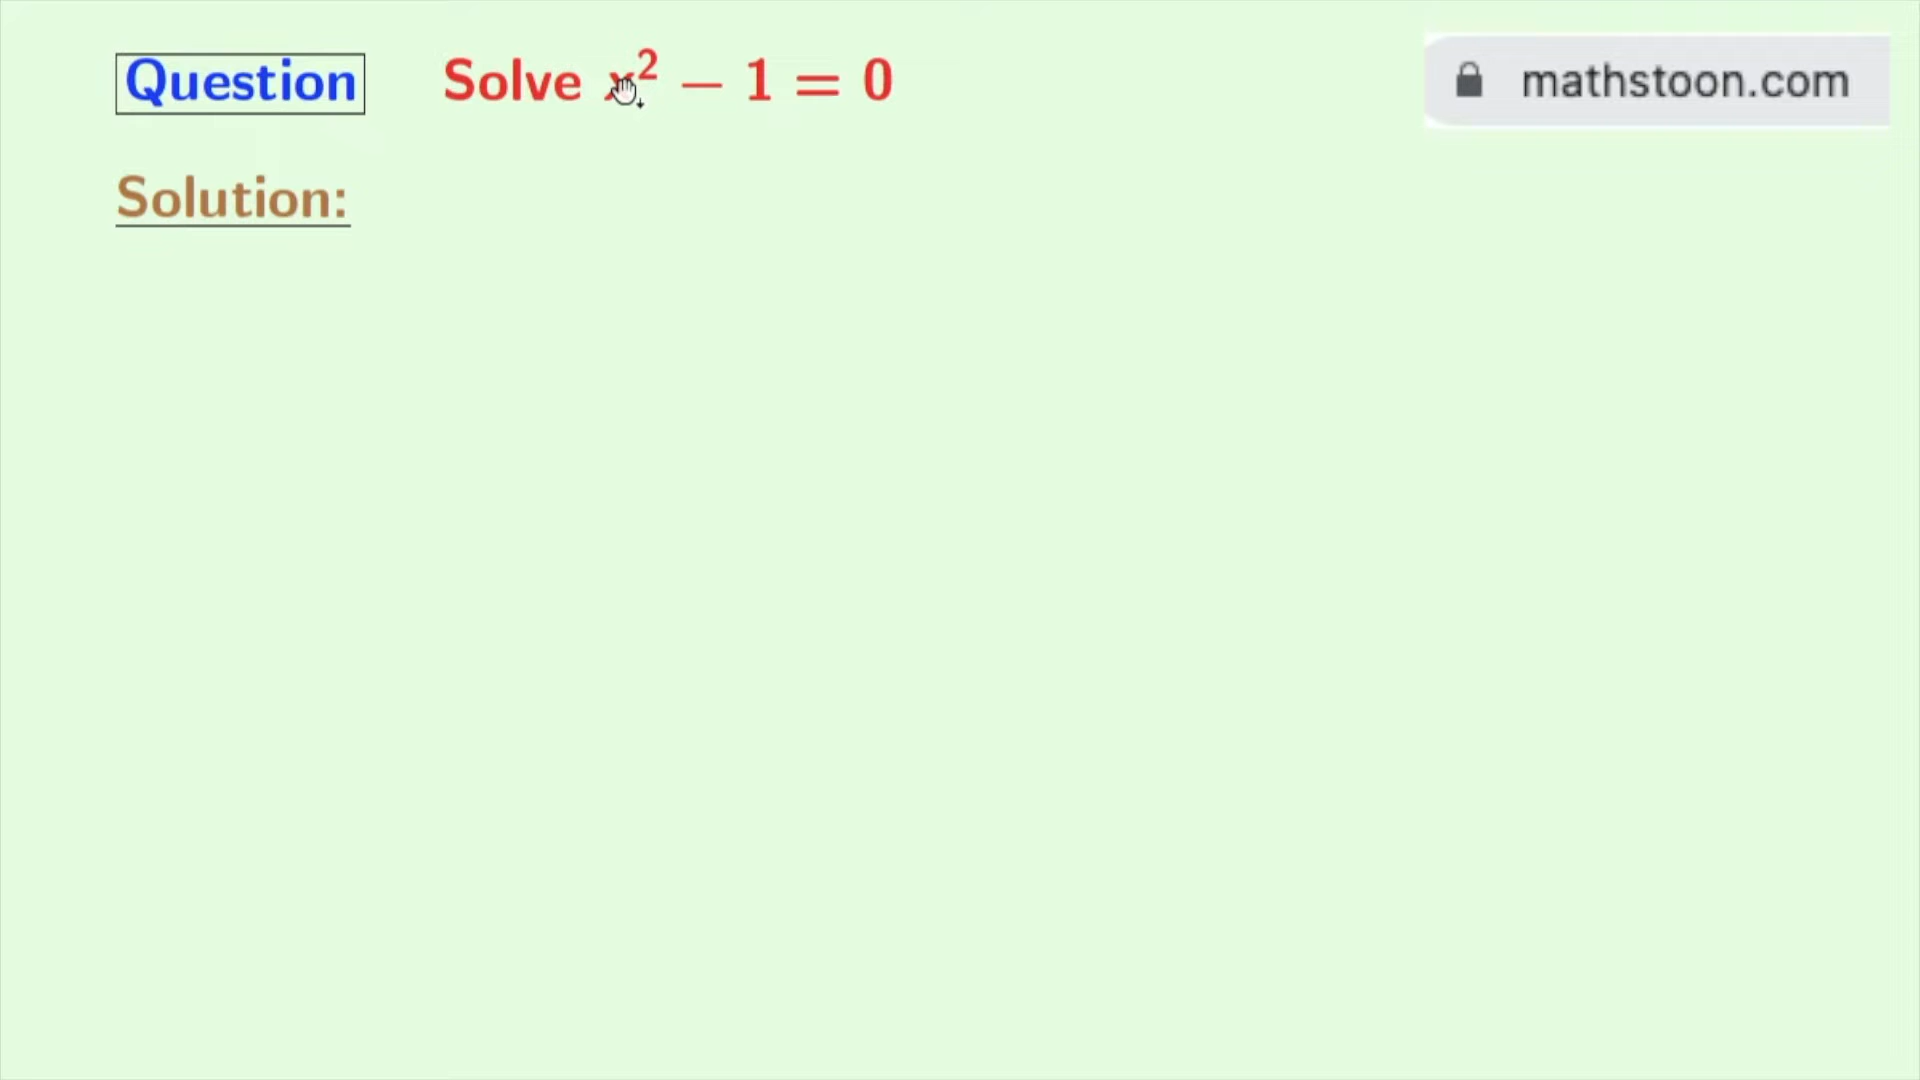 Question Solve x² − 1 = 0 mathstoon.com
Solution: